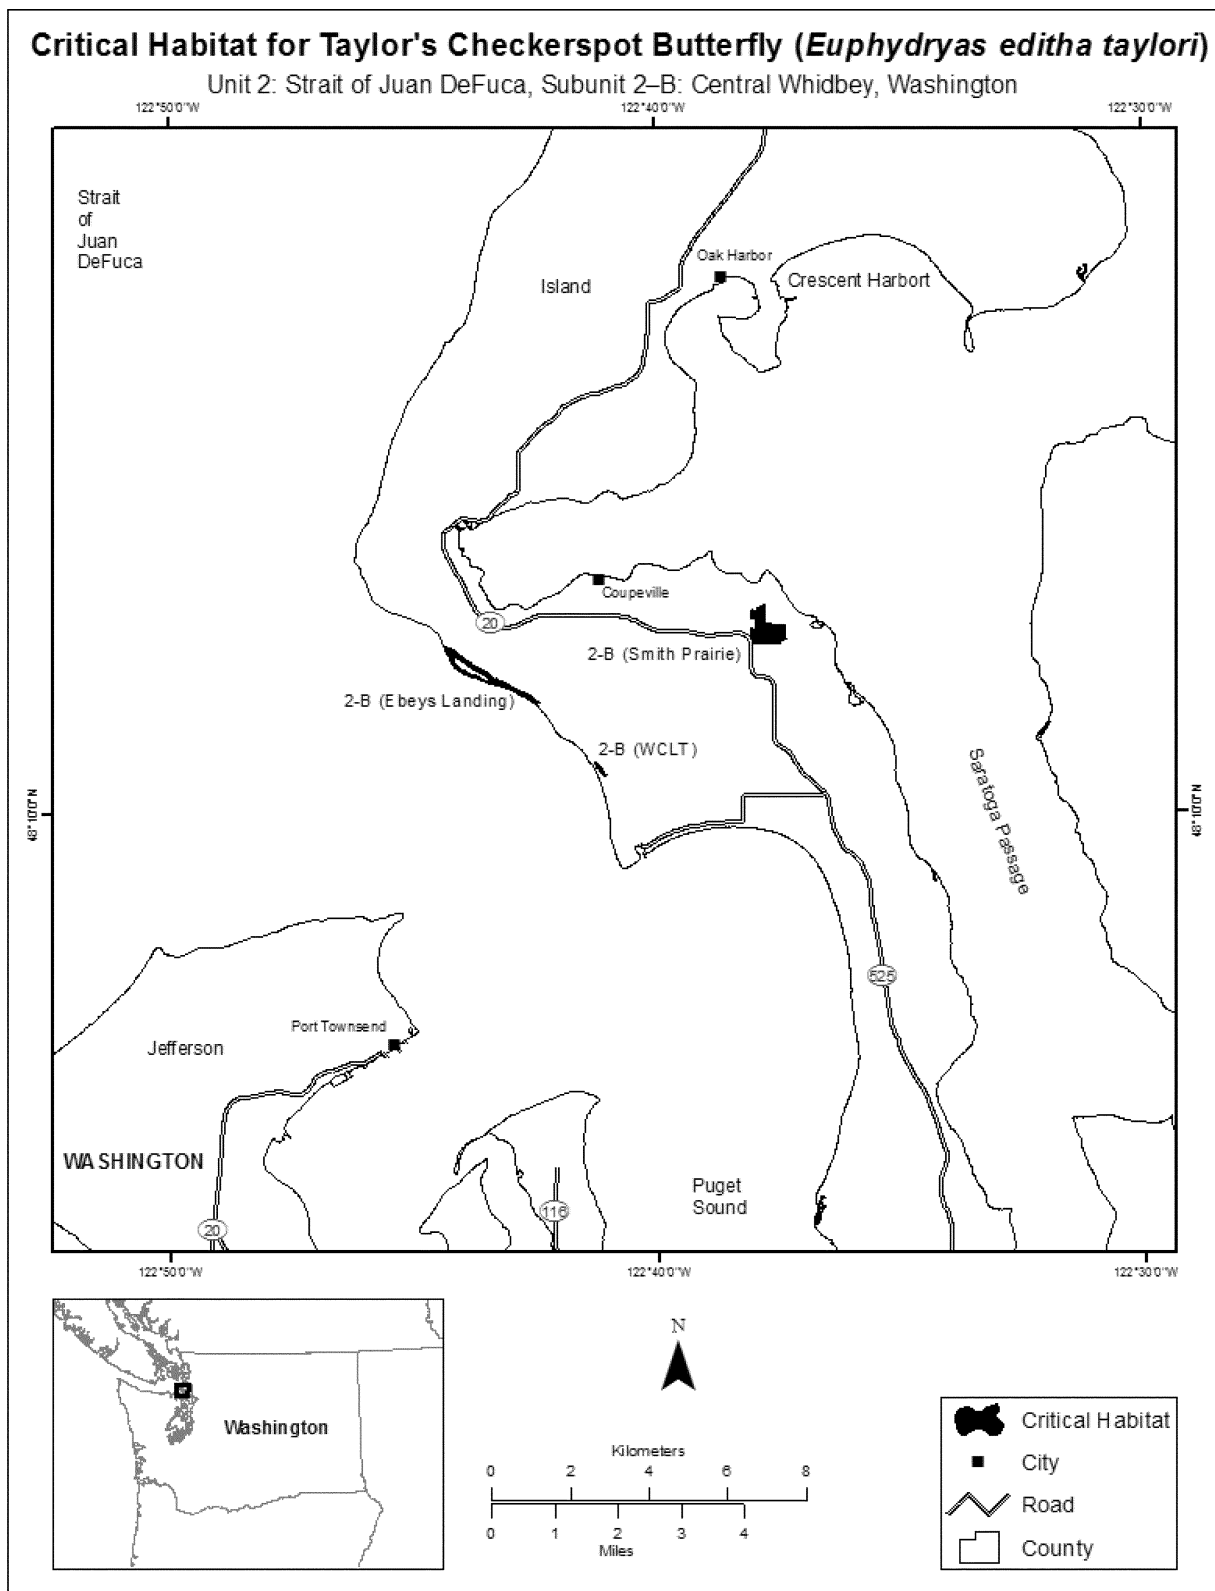 Critical Habitat for Taylor's Checkerspot Butterfly (Euphydryas editha taylori)
Unit 2: Strait of Juan DeFuca, Subunit 2–B: Central Whidbey, Washington
122°50'0"W
122°40'0"W
122°30'0"W
Strait
of
Juan
DeFuca
Oak Harbor
Island
Crescent Harbort
Coupeville
20
2-B (Smith Prairie)
2-B (Ebeys Landing)
2-B (WCLT)
Saratoga Passage
48°10'0"N
48°10'0"N
525
Port Townsend
Jefferson
WASHINGTON
Puget
Sound
116
20
122°50'0"W
122°40'0"W
122°30'0"W
Washington
N
Kilometers
0 2 4 6 8
0 1 2 3 4
Miles
Critical Habitat
City
Road
County